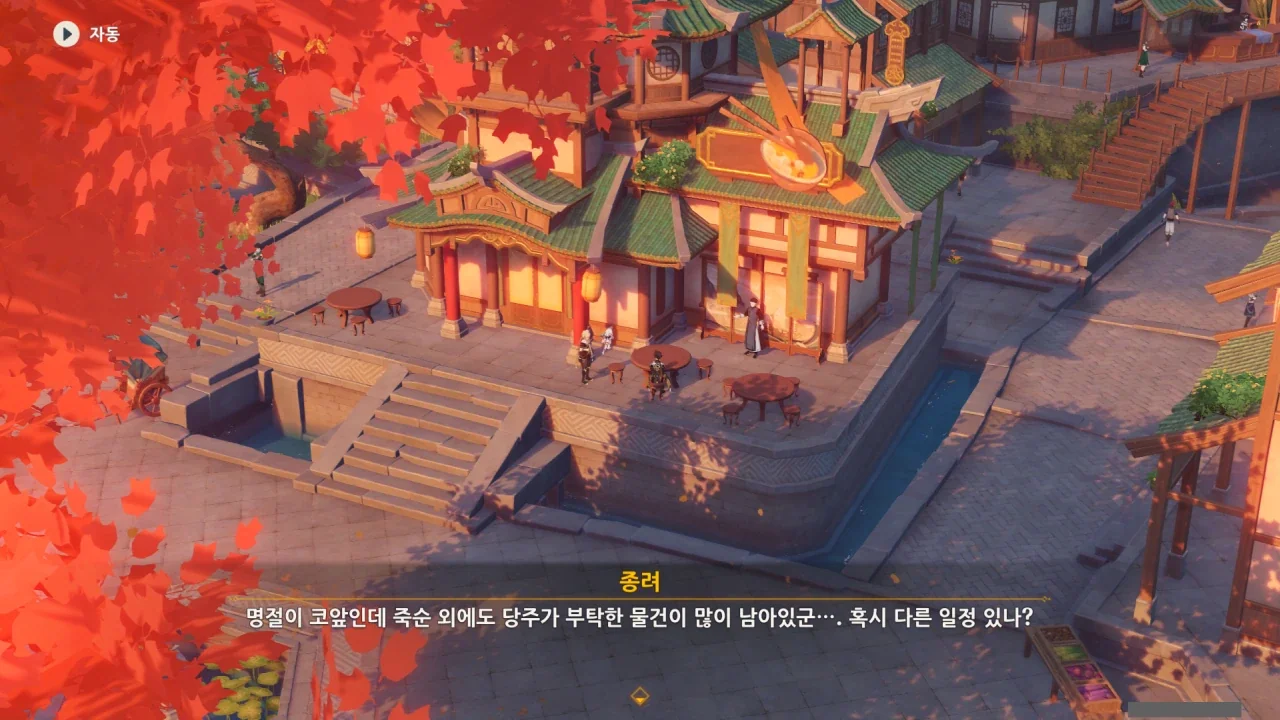 자동
종려
명절이 코앞인데 죽순 외에도 당주가 부탁한 물건이 많이 남아있군…. 혹시 다른 일정 있나?